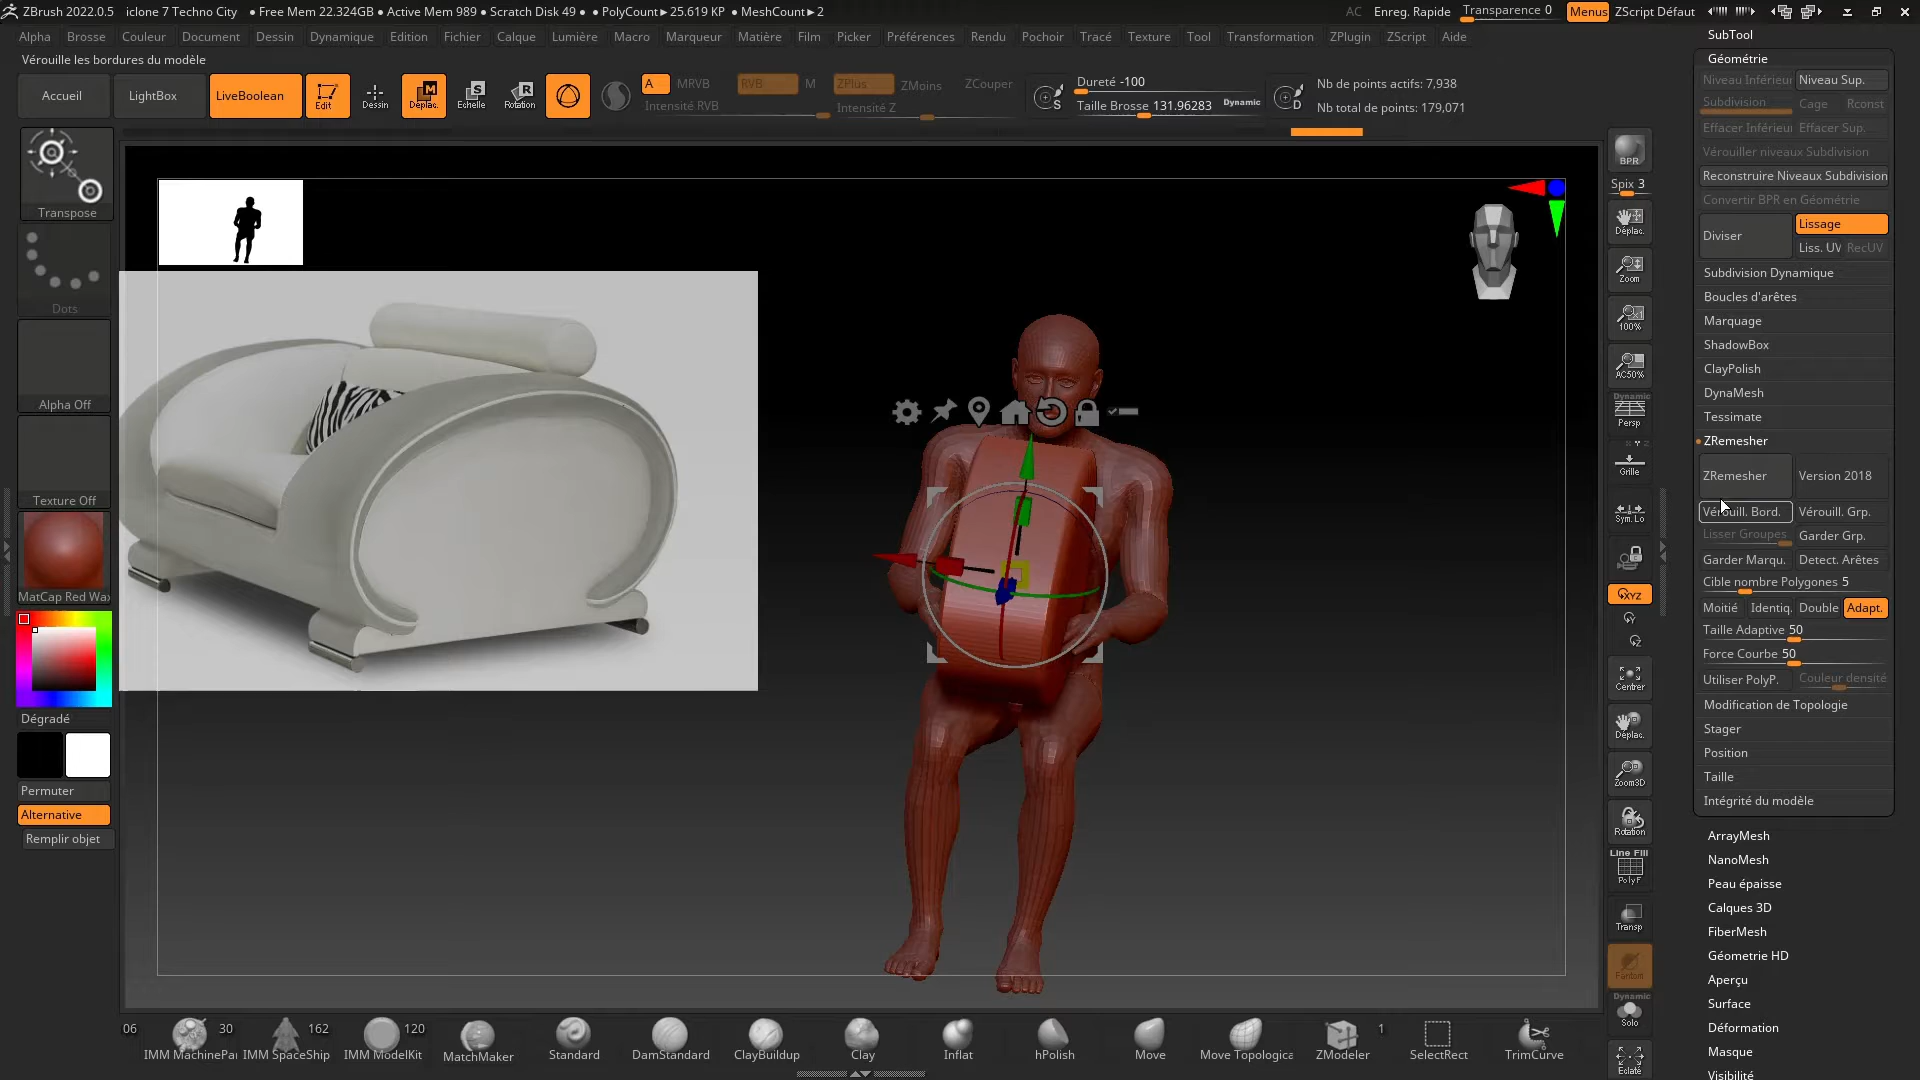 ZBrush 2022.0.5 iclone 7 Techno City • Free Mem 22.324GB • Active Mem 989 • Scratch Disk 49 • • PolyCount► 25.619 KP • MeshCount► 2 AC Enreg. Rapide Transparence 0 Menus ZScript Défaut
Alpha Brosse Couleur Document Dessin Dynamique Edition Fichier Calque Lumière Macro Marqueur Matière Film Picker Préférences Rendu Pochoir Tracé Texture Tool Transformation ZPlugin ZScript Aide
Vérouille les bordures du modèle
Accueil LightBox LiveBoolean Edit Dessin Déplac. Echelle Rotation
A MRVB RVB M ZPlus ZMoins ZCouper
Intensité RVB Intensité Z
Dureté -100
Taille Brosse 131.96283 Dynamic
Nb de points actifs: 7,938
Nb total de points: 179,071
Transpose
Dots
Alpha Off
Texture Off
MatCap Red Wax
Dégradé
Permuter
Alternative
Remplir objet
BPR
Spix 3
Déplac.
Zoom
100%
AC50%
Dynamic
Persp
Grille
Sym. Lo
XYZ
Centrer
Déplac.
Zoom3D
Rotation
Line Fill
PolyF
Transp
Fantom
Dynamic
Solo
Eclaté
SubTool
Géométrie
Niveau Inférieur Niveau Sup.
Subdivision Cage Rconst
Effacer Inférieur Effacer Sup.
Vérouiller niveaux Subdivision
Reconstruire Niveaux Subdivision
Convertir BPR en Géométrie
Diviser Lissage
Liss. UV RecUV
Subdivision Dynamique
Boucles d'arêtes
Marquage
ShadowBox
ClayPolish
DynaMesh
Tessimate
ZRemesher
ZRemesher Version 2018
Vérouill. Bord. Vérouill. Grp.
Lisser Groupes Garder Grp.
Garder Marqu. Detect. Arêtes
Cible nombre Polygones 5
Moitié Identiq. Double Adapt.
Taille Adaptive 50
Force Courbe 50
Utiliser PolyP. Couleur densité
Modification de Topologie
Stager
Position
Taille
Intégrité du modèle
ArrayMesh
NanoMesh
Peau épaisse
Calques 3D
FiberMesh
Géometrie HD
Aperçu
Surface
Déformation
Masque
Visibilité
06 30 162 120 1
IMM MachinePar IMM SpaceShip IMM ModelKit MatchMaker Standard DamStandard ClayBuildup Clay Inflat hPolish Move Move Topologica ZModeler SelectRect TrimCurve